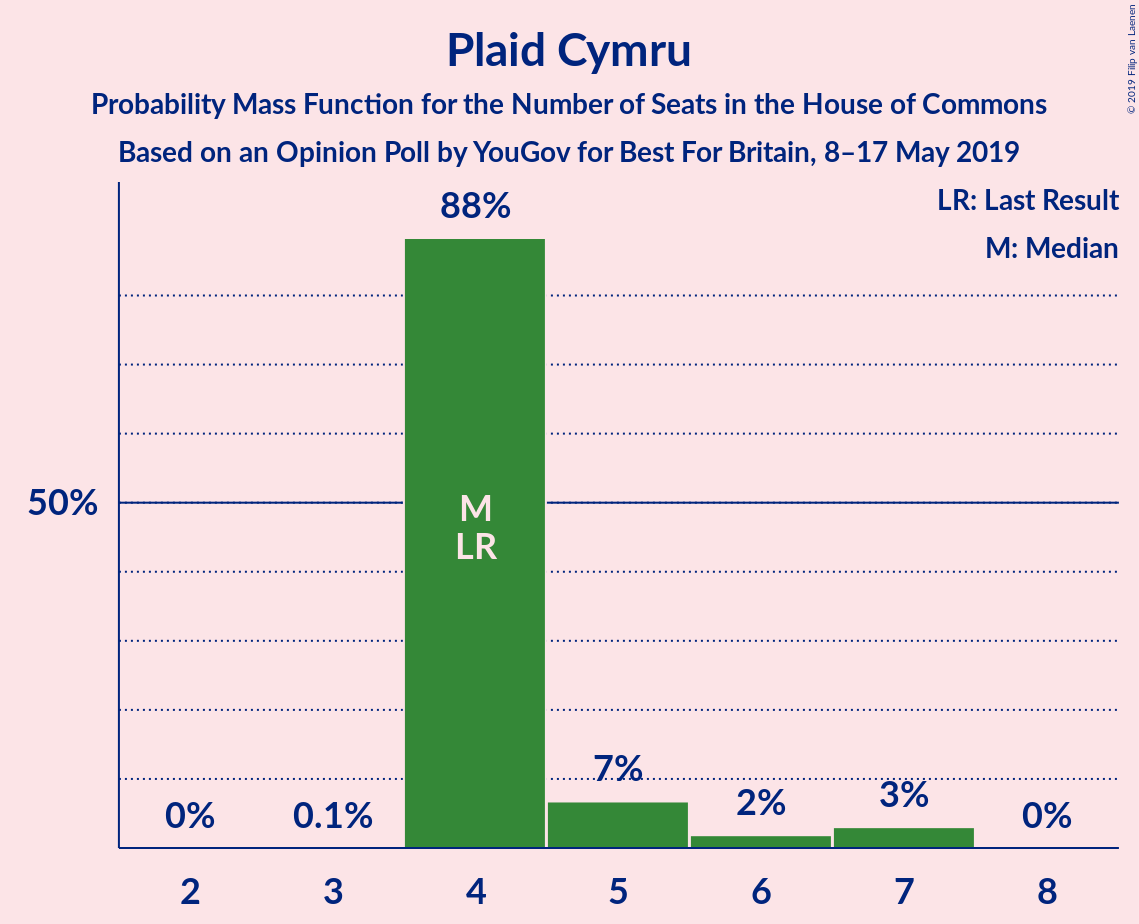 Plaid Cymru
Probability Mass Function for the Number of Seats in the House of Commons
Based on an Opinion Poll by YouGov for Best For Britain, 8–17 May 2019
© 2019 Filip van Laenen
LR: Last Result
M: Median
88%
50%
M
LR
7%
3%
2%
0%
0.1%
0%
2
3
4
5
6
7
8